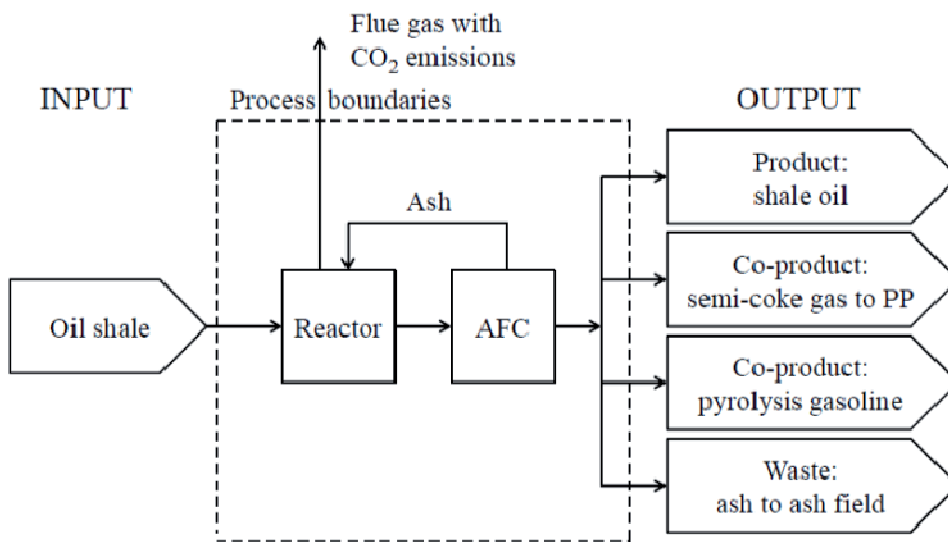 Flue gas with
CO₂ emissions
INPUT
Process boundaries
OUTPUT
Product:
shale oil
Ash
Co-product:
semi-coke gas to PP
Oil shale
Reactor
AFC
Co-product:
pyrolysis gasoline
Waste:
ash to ash field